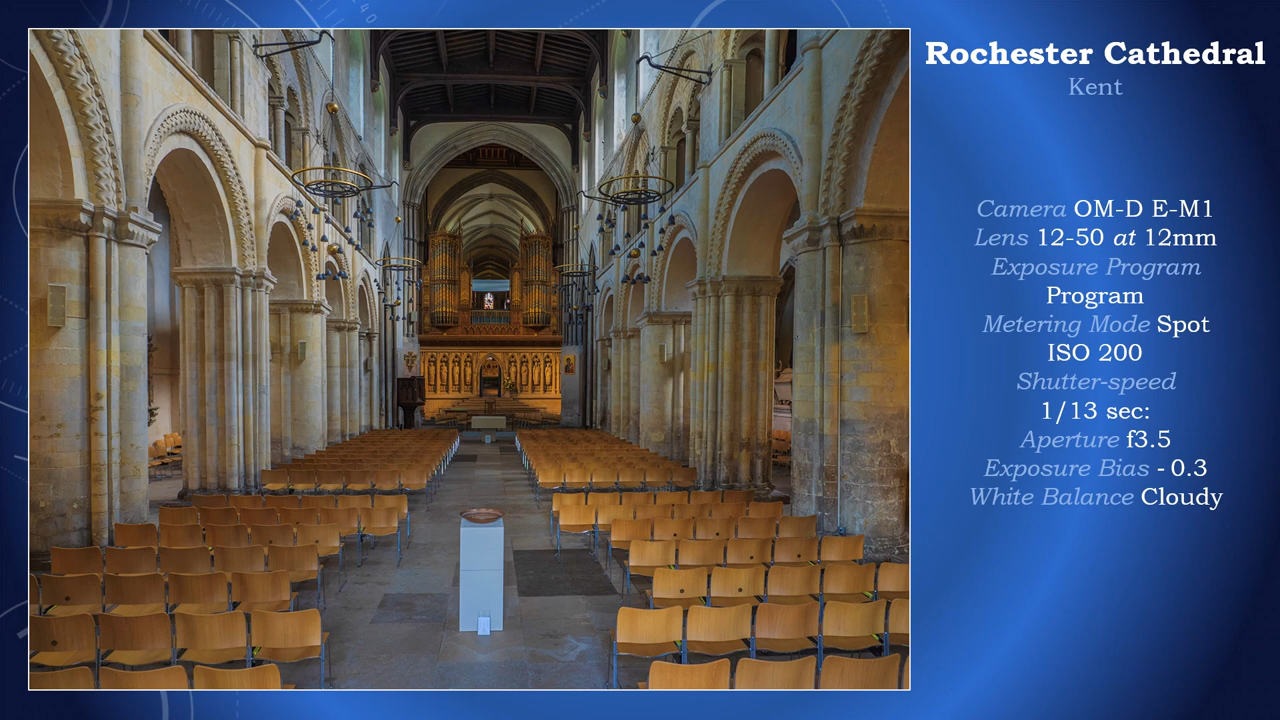 Rochester Cathedral
Kent
Camera OM-D E-M1
Lens 12-50 at 12mm
Exposure Program
Program
Metering Mode Spot
ISO 200
Shutter-speed
1/13 sec:
Aperture f3.5
Exposure Bias - 0.3
White Balance Cloudy